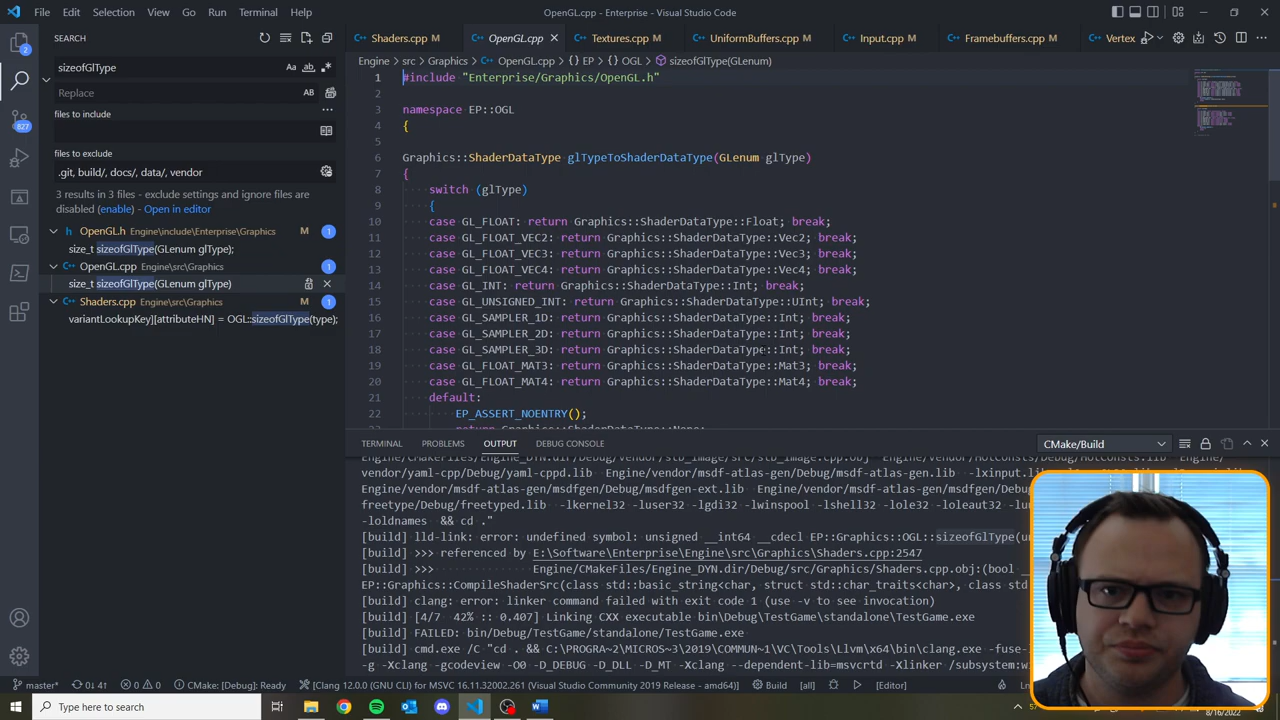 File Edit Selection View Go Run Terminal Help
OpenGL.cpp - Enterprise - Visual Studio Code
SEARCH
Shaders.cpp M OpenGL.cpp Textures.cpp M UniformBuffers.cpp M Input.cpp M Framebuffers.cpp M Vertex
sizeofGlType
Aa ab .*
Replace
AB
files to include
files to exclude
.git, build/, docs/, data/, vendor
3 results in 3 files - exclude settings and ignore files are
disabled (enable) - Open in editor
OpenGL.h Engine\include\Enterprise\Graphics M 1
size_t sizeofGlType(GLenum glType);
OpenGL.cpp Engine\src\Graphics 1
size_t sizeofGlType(GLenum glType)
Shaders.cpp Engine\src\Graphics M 1
variantLookupKey][attributeHN] = OGL::sizeofGlType(type);
2
827
Engine > src > Graphics > OpenGL.cpp > {} EP > {} OGL > sizeofGlType(GLenum)
1 #include "Enterprise/Graphics/OpenGL.h"
2
3 namespace EP::OGL
4 {
5
6 Graphics::ShaderDataType glTypeToShaderDataType(GLenum glType)
7 {
8 switch (glType)
9 {
10 case GL_FLOAT: return Graphics::ShaderDataType::Float; break;
11 case GL_FLOAT_VEC2: return Graphics::ShaderDataType::Vec2; break;
12 case GL_FLOAT_VEC3: return Graphics::ShaderDataType::Vec3; break;
13 case GL_FLOAT_VEC4: return Graphics::ShaderDataType::Vec4; break;
14 case GL_INT: return Graphics::ShaderDataType::Int; break;
15 case GL_UNSIGNED_INT: return Graphics::ShaderDataType::UInt; break;
16 case GL_SAMPLER_1D: return Graphics::ShaderDataType::Int; break;
17 case GL_SAMPLER_2D: return Graphics::ShaderDataType::Int; break;
18 case GL_SAMPLER_3D: return Graphics::ShaderDataType::Int; break;
19 case GL_FLOAT_MAT3: return Graphics::ShaderDataType::Mat3; break;
20 case GL_FLOAT_MAT4: return Graphics::ShaderDataType::Mat4; break;
21 default:
22 EP_ASSERT_NOENTRY();
return Graphics::ShaderDataType::None;
TERMINAL PROBLEMS OUTPUT DEBUG CONSOLE
CMake/Build
Engine/CMakeFiles/Engine_DYN.dir/Debug/vendor/stb_image/src/stb_image.cpp.obj Engine/vendor/HotConsts/Debug/HotConsts.lib Engine/
vendor/yaml-cpp/Debug/yaml-cppd.lib Engine/vendor/msdf-atlas-gen/Debug/msdf-atlas-gen.lib -lxinput.li
Engine/vendor/msdf-atlas-gen/msdfgen/Debug/msdfgen-ext.lib Engine/vendor/msdf-atlas-gen/
freetype/Debug/freetyped.lib -lkernel32 -luser32 -lgdi32 -lwinspool -lshell32 -lole32 -loleaut32
-loldnames && cd ."
[build] lld-link: error: undefined symbol: unsigned __int64 __cdecl EP::Graphics::OGL::sizeofGlType(
[build] >>> referenced by E:\Software\Enterprise\Engine\src\Graphics\Shaders.cpp:2547
[build] >>> Engine/CMakeFiles/Engine_DYN.dir/Debug/src/Graphics/Shaders.cpp.obj:(bool
EP::Graphics::CompileShaderSrc(class std::basic_string<char, struct std::char_traits<char>, class
[build] clang: error: linker command failed with exit code 1 (use -v to see invocation)
[build] [4/7 42% :: 0.407] Linking CXX executable bin\Debug\TestGame\standalone\TestGame.exe
[build] FAILED: bin/Debug/TestGame/standalone/TestGame.exe
[build] cmd.exe /C "cd . && C:\PROGRA~2\MICROS~3\2019\COMMUN~1\VC\Tools\Llvm\x64\bin\clang.exe -fuse-
-g -Xclang -gcodeview -O0 -D_DEBUG -D_DLL -D_MT -Xclang --dependent-lib=msvcrtd -Xlinker
master* 0↓ 4↑ 0 0 CMake: [Debug]: Ready [Clang 12.0.0 (GNU CLI) for MSVC 16.11.32002.26] (Visual Studio Community 2019 Release - amd64)] Build [all] [Editor]
Type here to search
8/16/2022